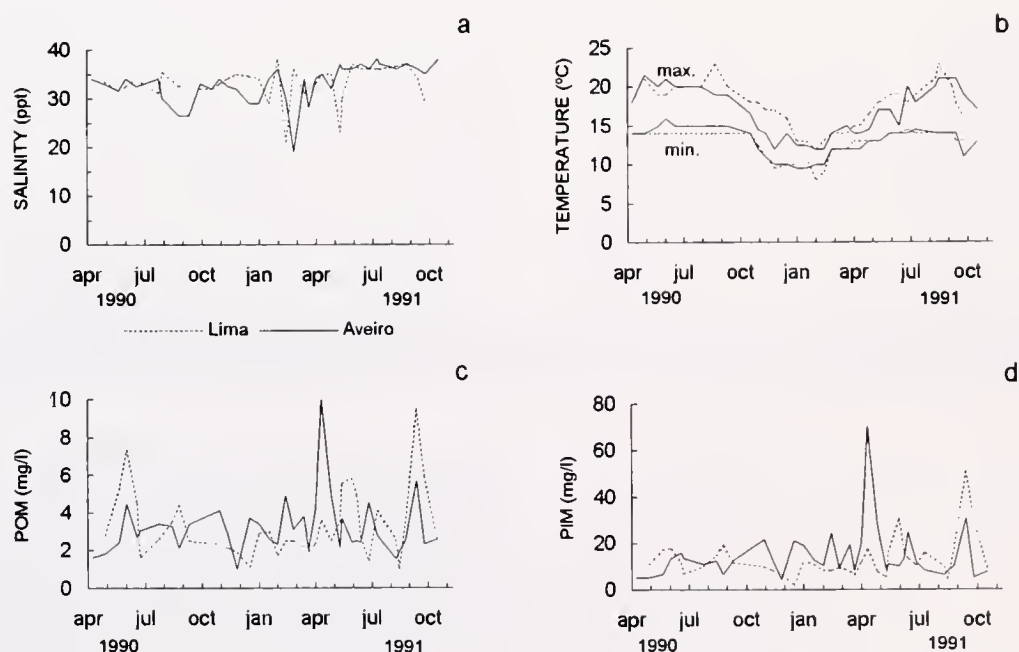 a
SALINITY (ppt)
40
30
20
10
0
apr jul oct jan apr jul oct
1990 1991
b
TEMPERATURE (ºC)
25
20
15
10
5
0
max.
min.
apr jul oct jan apr jul oct
1990 1991
Lima Aveiro
c
POM (mg/l)
10
8
6
4
2
0
apr jul oct jan apr jul oct
1990 1991
d
PIM (mg/l)
80
60
40
20
0
apr jul oct jan apr jul oct
1990 1991